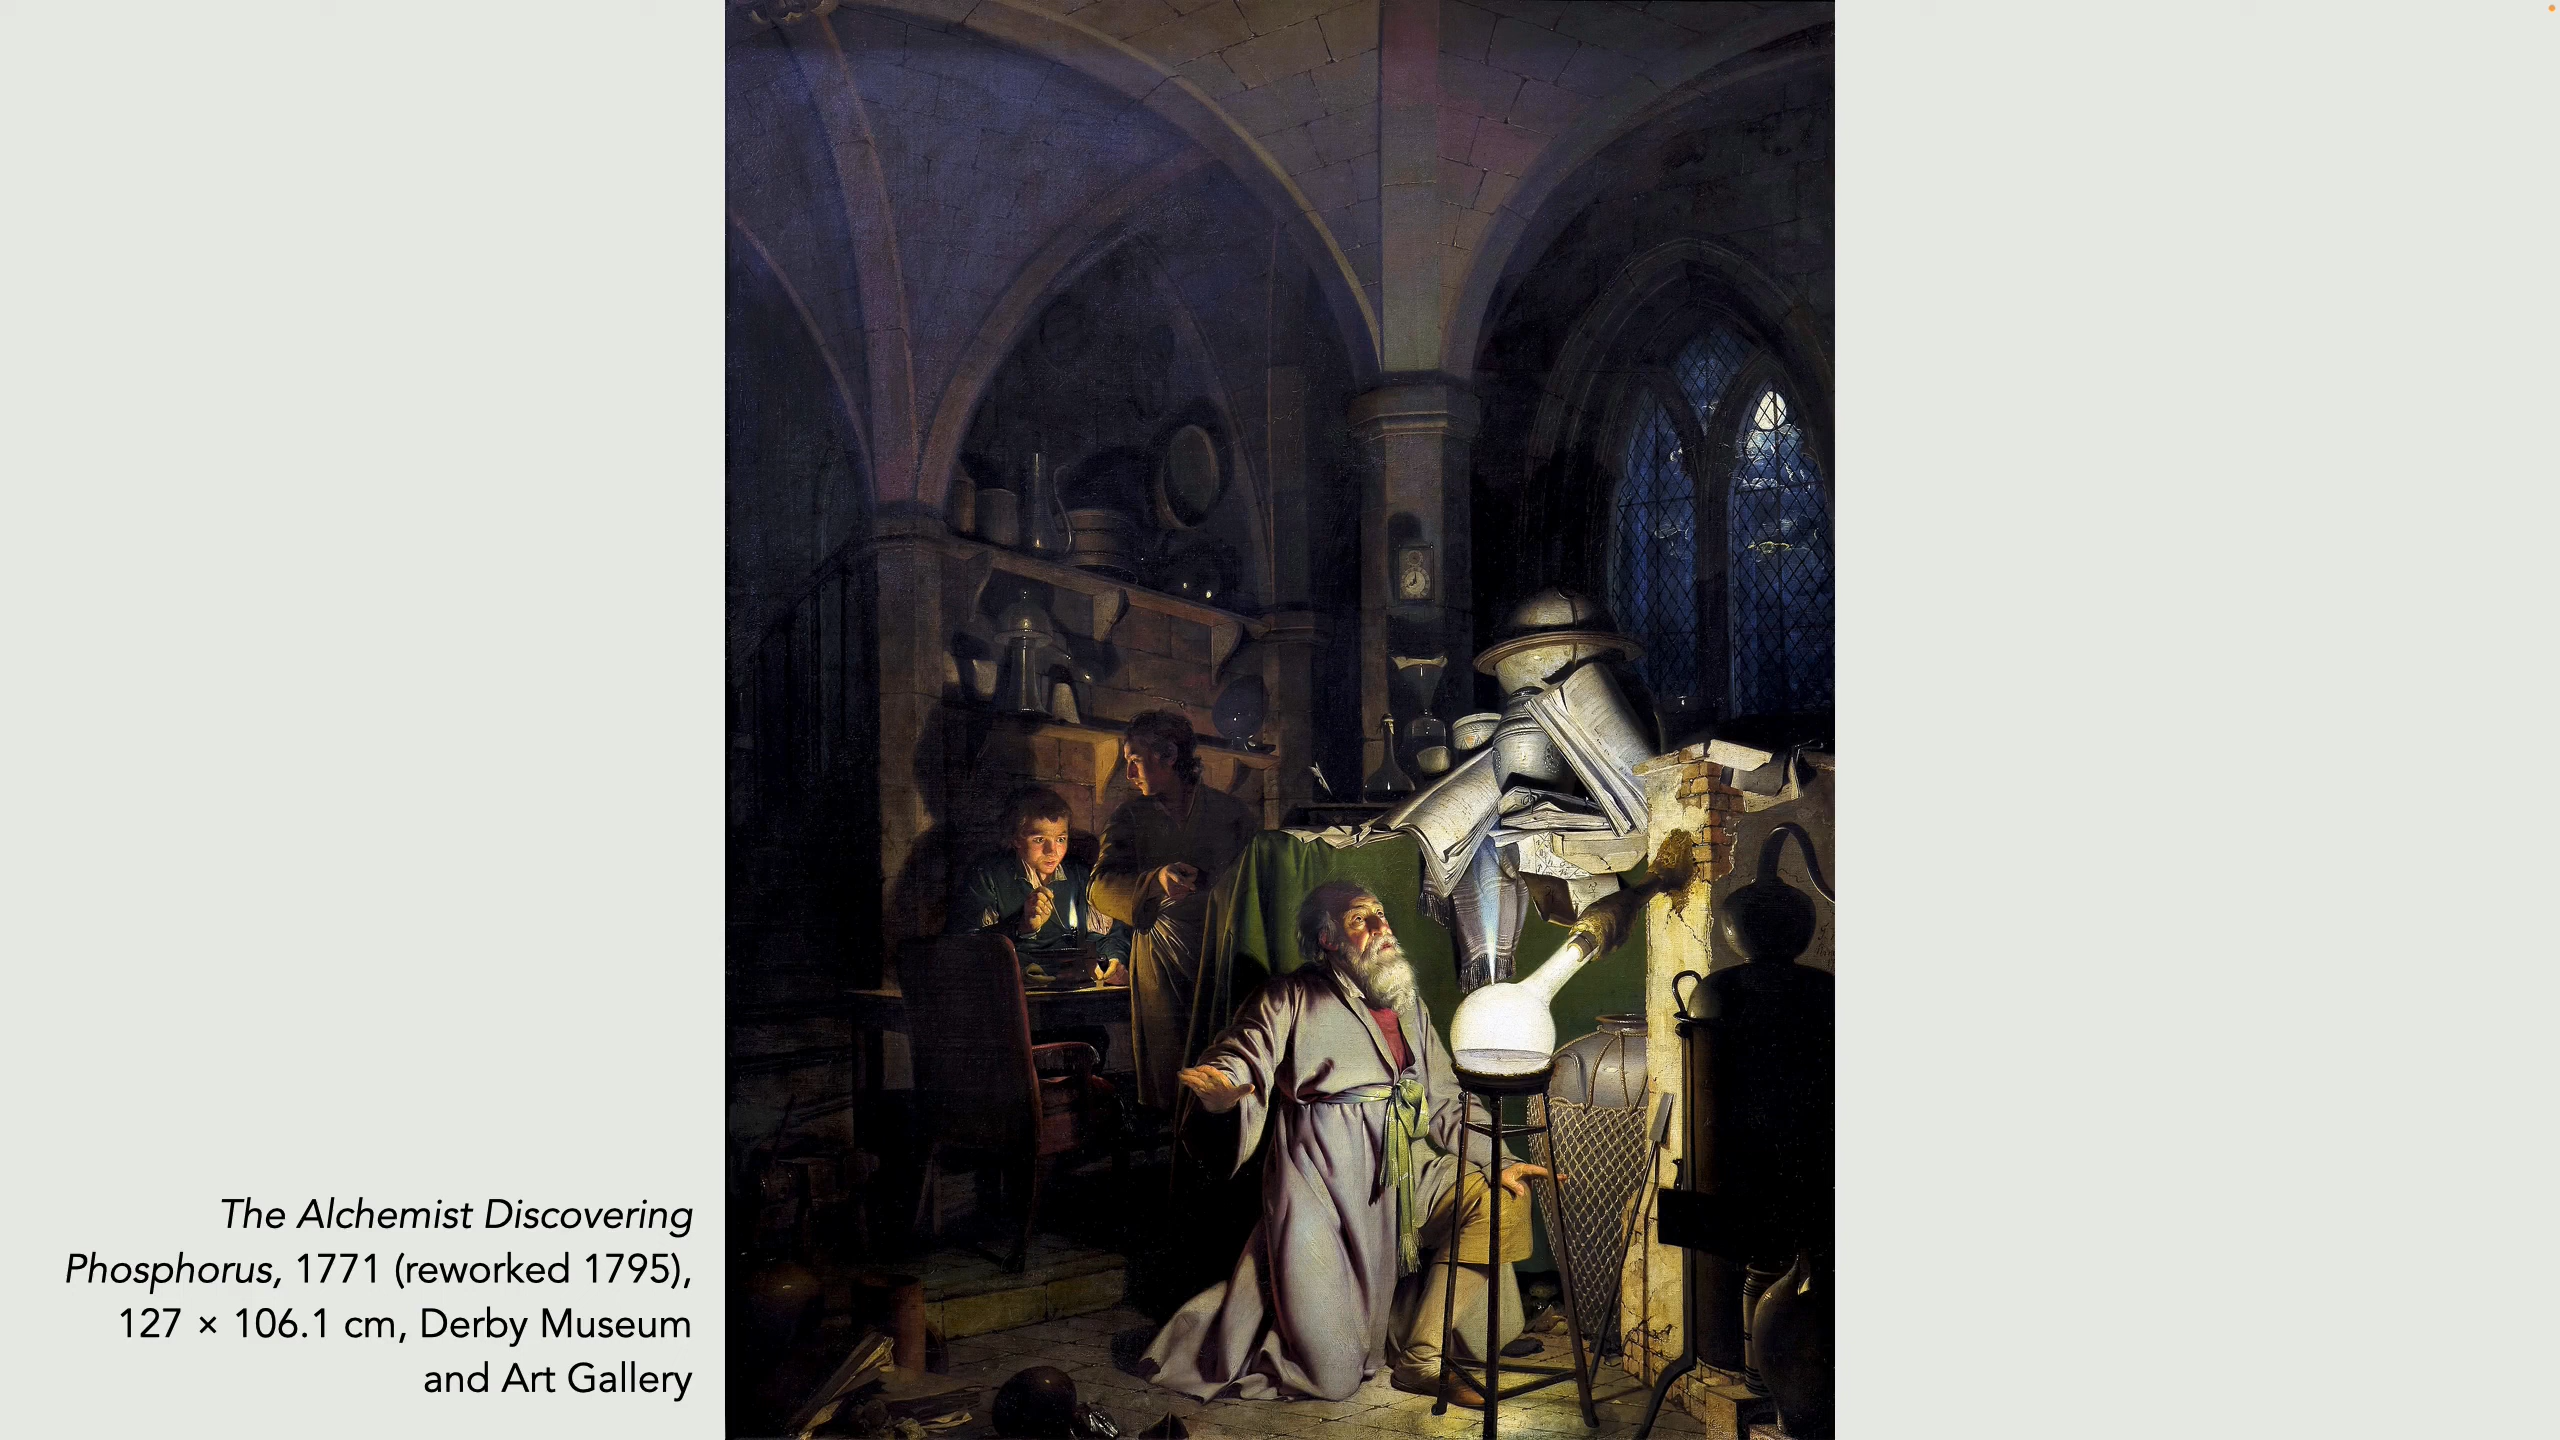 The Alchemist Discovering
Phosphorus, 1771 (reworked 1795),
127 × 106.1 cm, Derby Museum
and Art Gallery